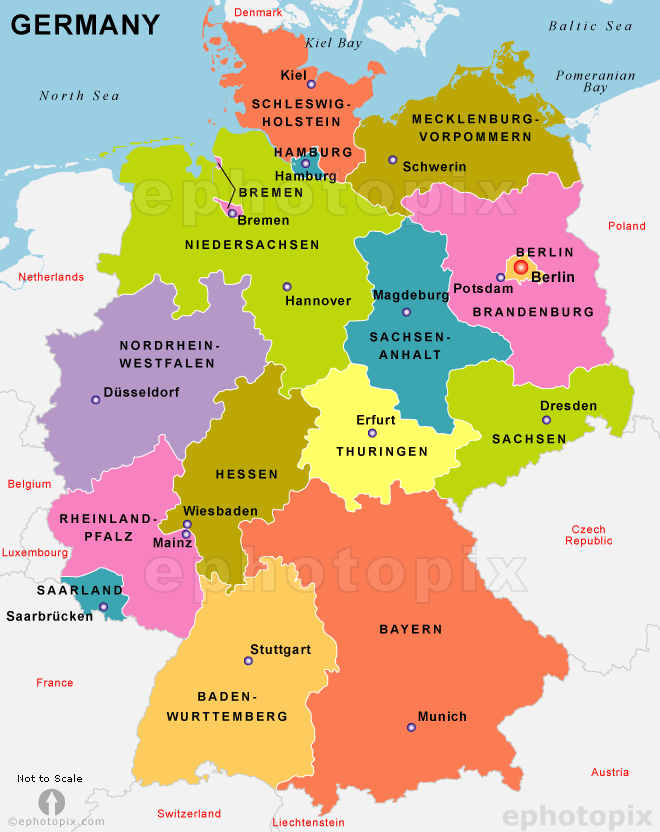 GERMANY
Denmark
Kiel Bay
Baltic Sea
North Sea
Pomeranian
Bay
Kiel
SCHLESWIG-
HOLSTEIN
MECKLENBURG-
VORPOMMERN
HAMBURG
Hamburg
Schwerin
ephotopix
BREMEN
Bremen
NIEDERSACHSEN
Poland
BERLIN
Berlin
Netherlands
Potsdam
Hannover
Magdeburg
BRANDENBURG
NORDRHEIN-
WESTFALEN
SACHSEN-
ANHALT
Düsseldorf
Dresden
Erfurt
SACHSEN
THURINGEN
HESSEN
Belgium
Wiesbaden
RHEINLAND-
PFALZ
Mainz
Czech
Republic
Luxembourg
ephotopix
SAARLAND
Saarbrücken
BAYERN
Stuttgart
France
BADEN-
WURTTEMBERG
Munich
Not to Scale
Austria
©ephotopix.com
Switzerland
Liechtenstein
ephotopix